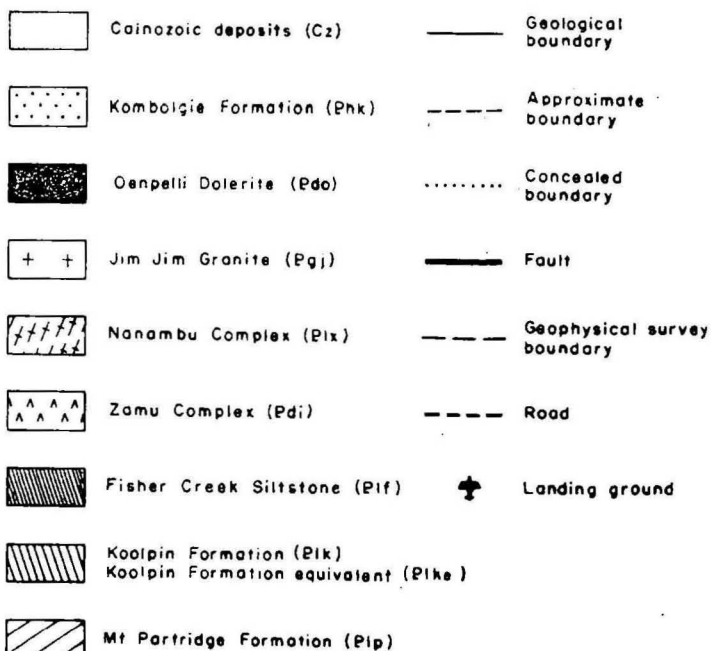 Cainozoic deposits (Cz)
Kombolgie Formation (Phk)
Oenpelli Dolerite (Pdo)
Jim Jim Granite (Pgj)
Nanambu Complex (Plx)
Zamu Complex (Pdi)
Fisher Creek Siltstone (Plf)
Koolpin Formation (Plk)
Koolpin Formation equivalent (Plke)
Mt Partridge Formation (Plp)
Geological
boundary
Approximate
boundary
Concealed
boundary
Fault
Geophysical survey
boundary
Road
Landing ground